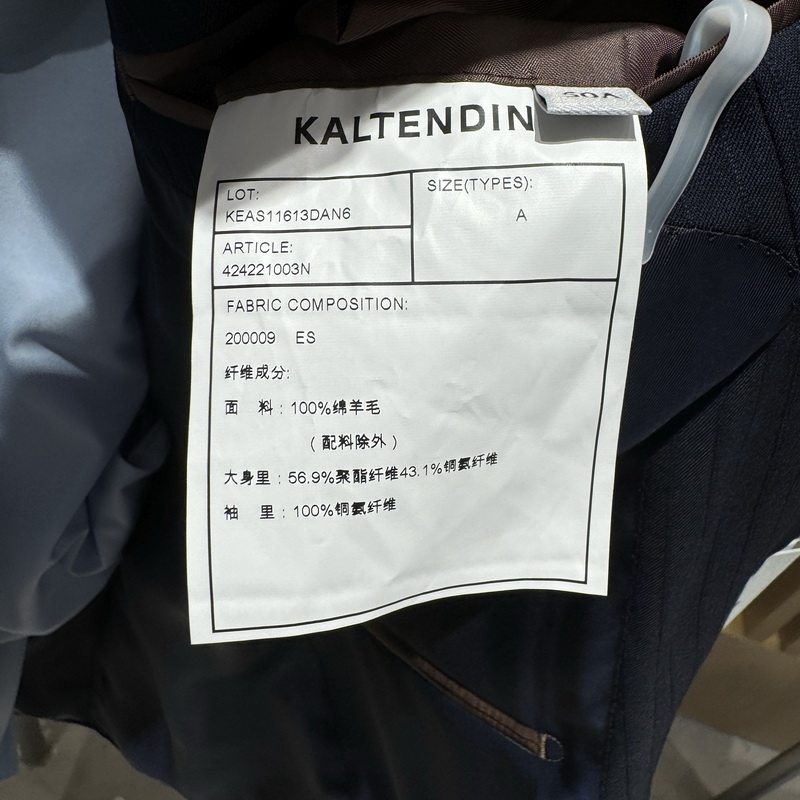 KALTENDIN
50A
LOT:
KEAS11613DAN6
SIZE(TYPES):
A
ARTICLE:
424221003N
FABRIC COMPOSITION:
200009 ES
纤维成分:
面 料：100%绵羊毛
（配料除外）
大身里：56.9%聚酯纤维43.1%铜氨纤维
袖 里：100%铜氨纤维